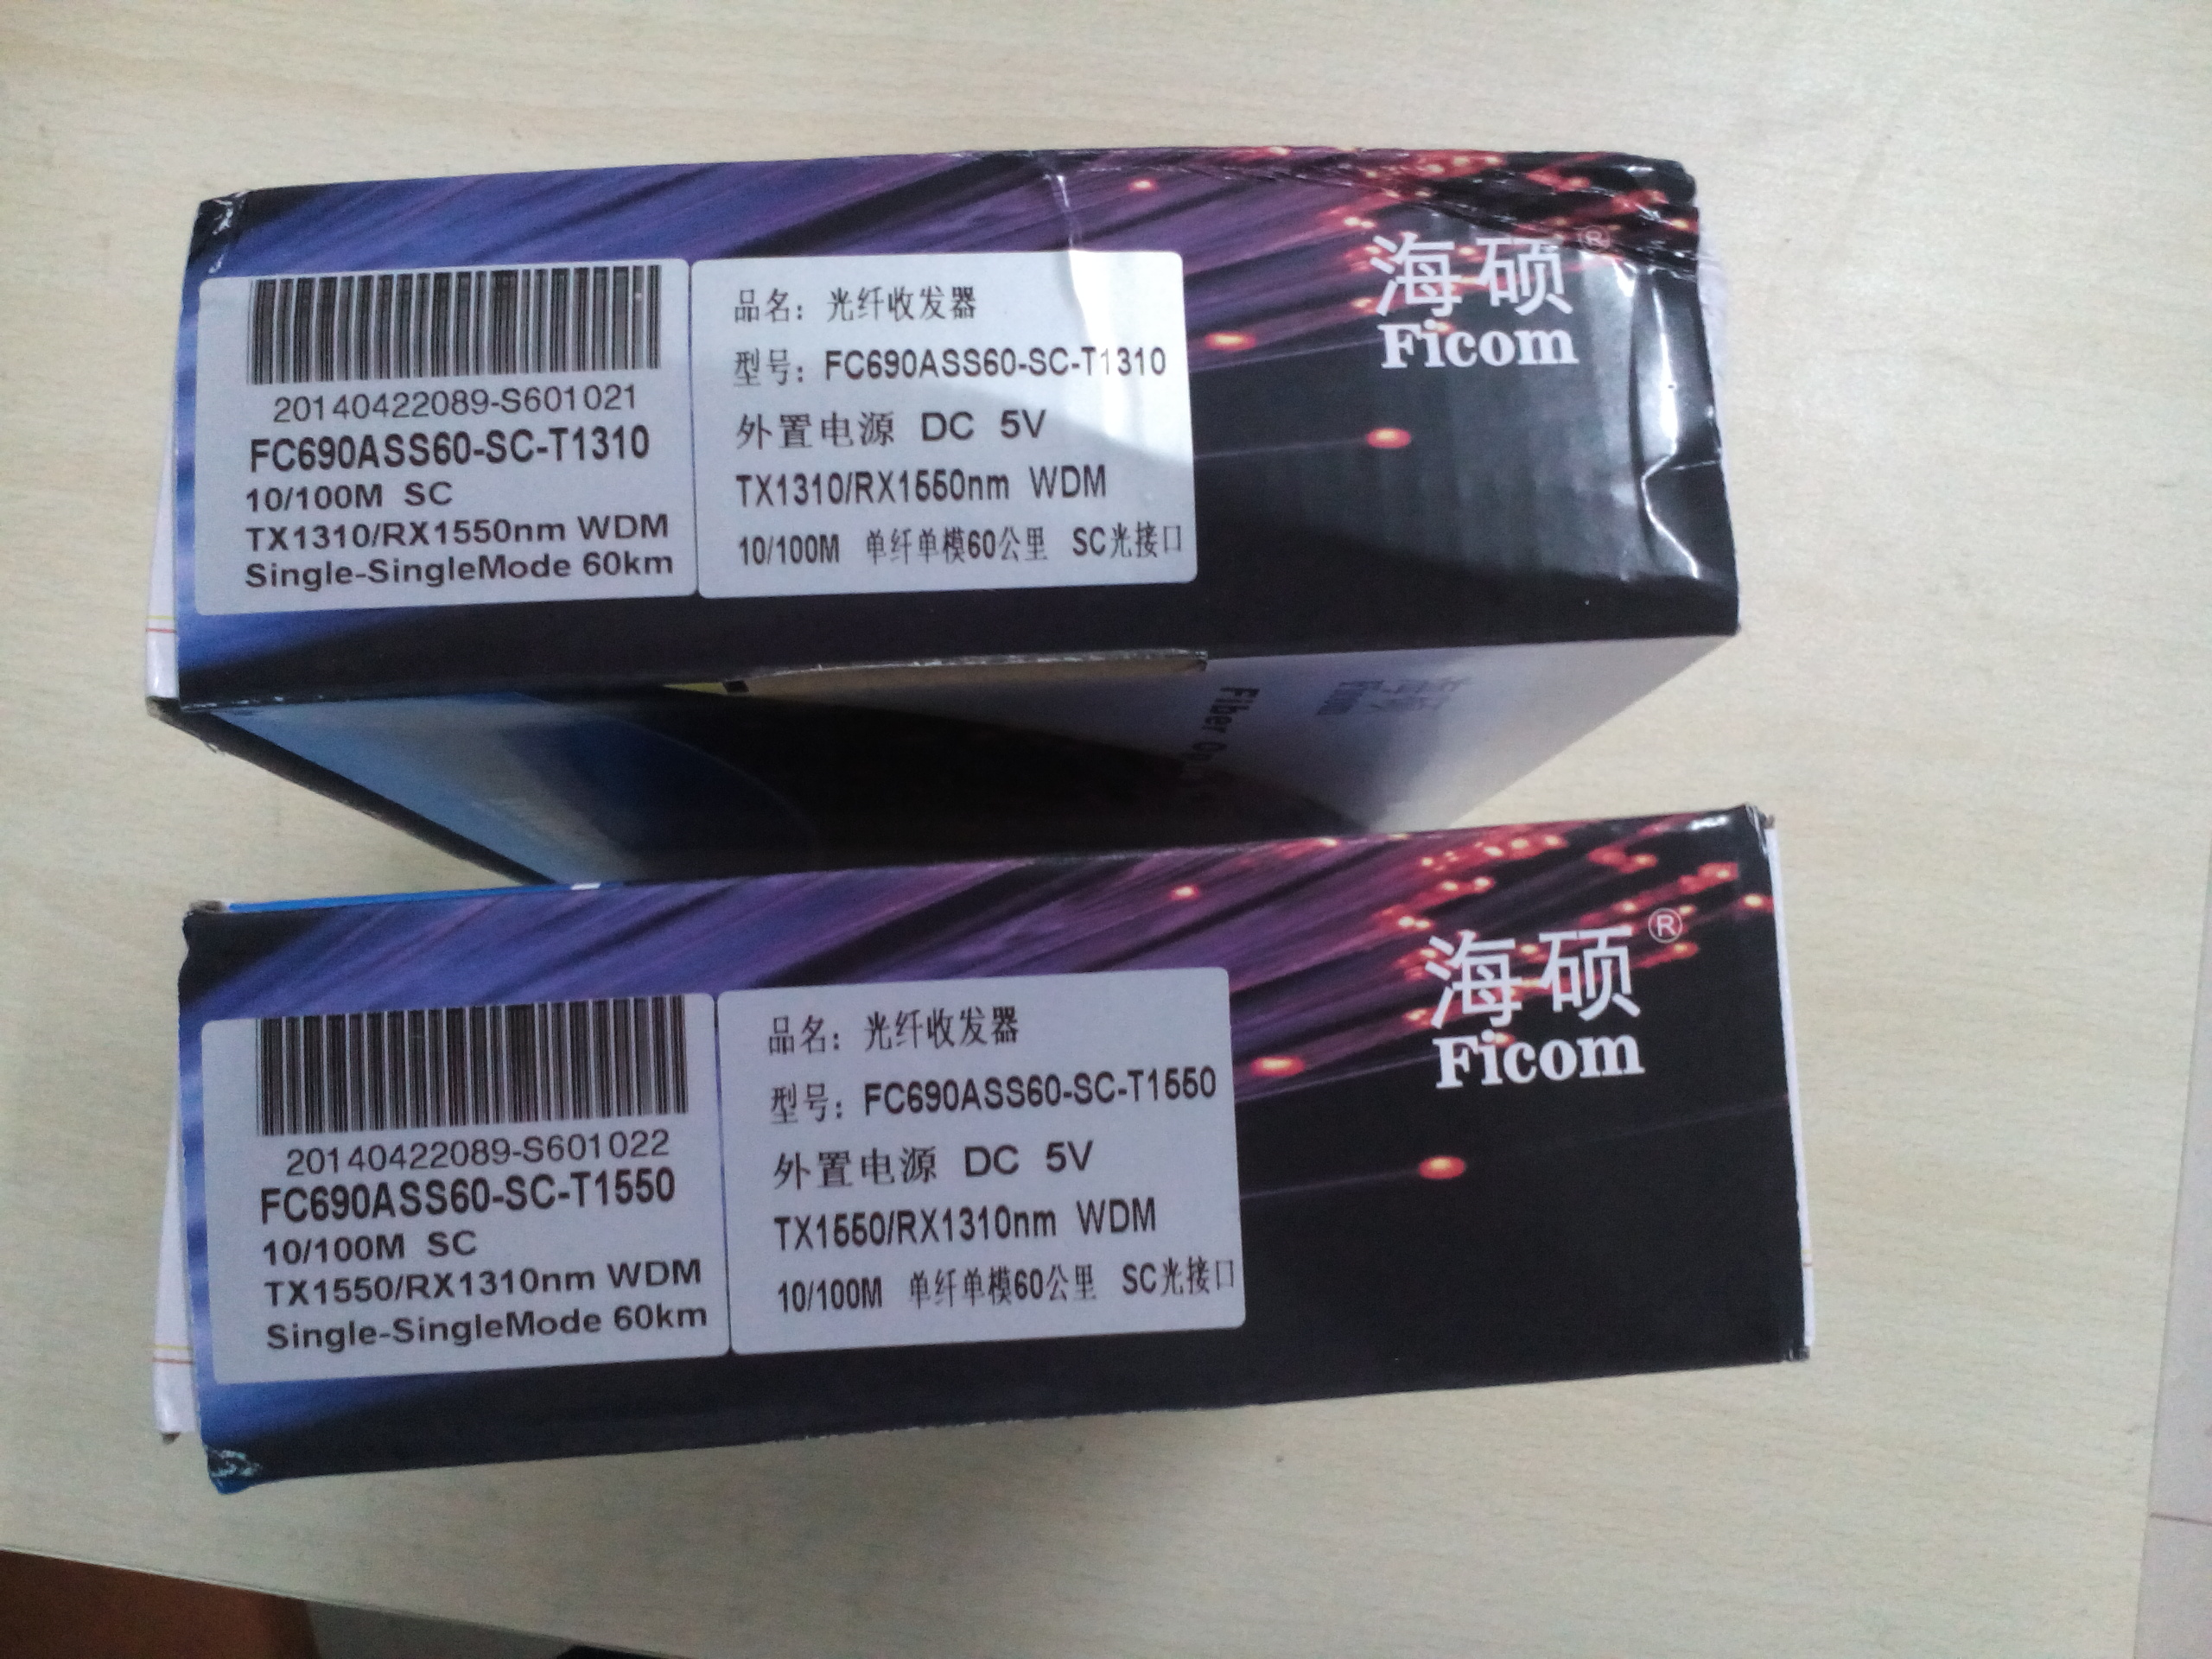 20140422089-S601021
FC690ASS60-SC-T1310
10/100M SC
TX1310/RX1550nm WDM
Single-SingleMode 60km
品名：光纤收发器
型号：FC690ASS60-SC-T1310
外置电源 DC 5V
TX1310/RX1550nm WDM
10/100M 单纤单模60公里 SC光接口
海硕®
Ficom
海硕
Ficom
Fiber
20140422089-S601022
FC690ASS60-SC-T1550
10/100M SC
TX1550/RX1310nm WDM
Single-SingleMode 60km
品名：光纤收发器
型号：FC690ASS60-SC-T1550
外置电源 DC 5V
TX1550/RX1310nm WDM
10/100M 单纤单模60公里 SC光接口
海硕®
Ficom